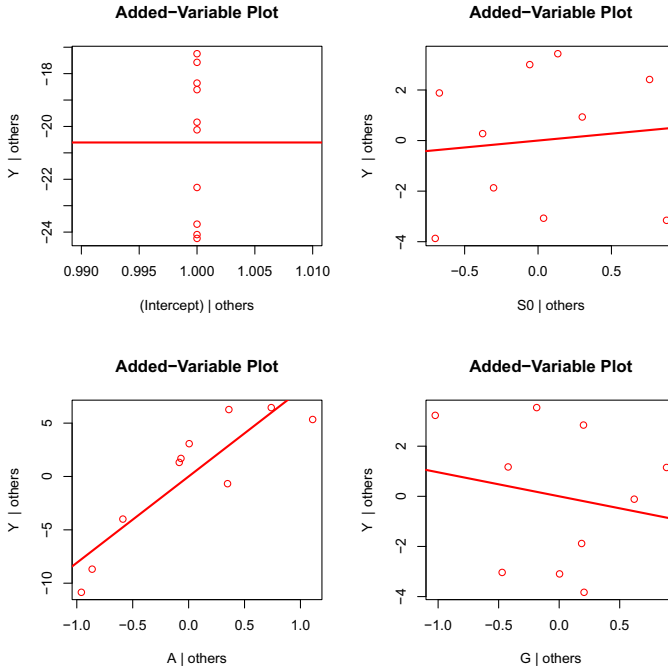 Added−Variable Plot
Y | others
−18
−20
−22
−24
0.990 0.995 1.000 1.005 1.010
(Intercept) | others
Added−Variable Plot
Y | others
2
0
−2
−4
−0.5 0.0 0.5
S0 | others
Added−Variable Plot
Y | others
5
0
−5
−10
−1.0 −0.5 0.0 0.5 1.0
A | others
Added−Variable Plot
Y | others
2
0
−2
−4
−1.0 −0.5 0.0 0.5
G | others